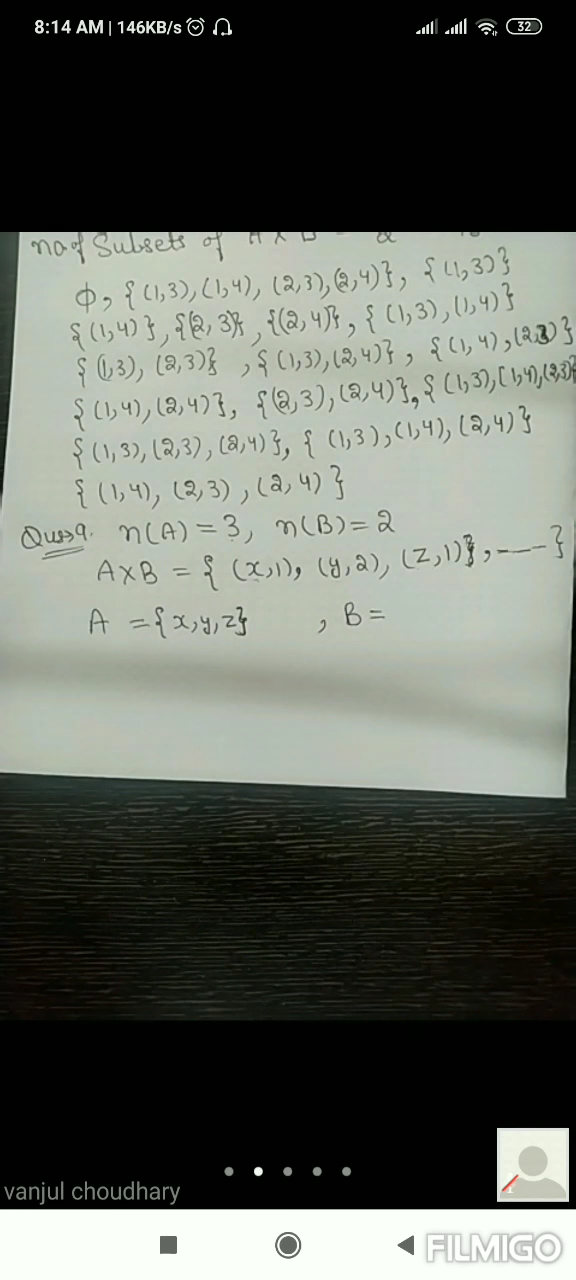 8:14 AM | 146KB/s
32
no of Subsets of A × B =
Φ, { (1,3), (1,4), (2,3), (2,4)}, { (1,3)}
{ (1,4)}, {(2,3)}, {(2,4)}, { (1,3), (1,4)}
{ (1,3), (2,3)}, { (1,3), (2,4)}, { (1,4), (2,3)}
{ (1,4), (2,4)}, {(2,3), (2,4)}, { (1,3), (1,4), (2,3)}
{ (1,3), (2,3), (2,4)}, { (1,3), (1,4), (2,4)}
{ (1,4), (2,3), (2,4)}
Ques→9. n(A) = 3, n(B) = 2
A×B = { (x,1), (y,2), (z,1)}, ——}
A = {x,y,z} , B =
vanjul choudhary
FILMIGO